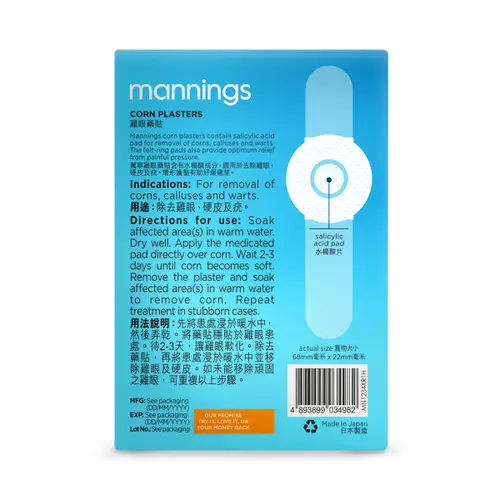 mannings
CORN PLASTERS
雞眼藥貼
Mannings corn plasters contain salicylic acid
pad for removal of corns, calluses and warts.
The felt-ring pads also provide optimum relief
from painful pressure.
萬寧雞眼藥貼含有水楊酸成分，適用於去除雞眼、
硬皮及疣。環形護墊有助紓緩痛楚。
Indications: For removal of
corns, calluses and warts.
用途：除去雞眼、硬皮及疣。
Directions for use: Soak
affected area(s) in warm water.
Dry well. Apply the medicated
pad directly over corn. Wait 2-3
days until corn becomes soft.
Remove the plaster and soak
affected area(s) in warm water
to remove corn. Repeat
treatment in stubborn cases.
用法說明：先將患處浸於暖水中，
然後弄乾。將藥貼穩貼於雞眼患
處。待2-3天，讓雞眼軟化。除去
藥貼，再將患處浸於暖水中並移
除雞眼及硬皮。如未能移除頑固
之雞眼，可重複以上步驟。
MFG: See packaging
(DD/MM/YYYY)
EXP: See packaging
(DD/MM/YYYY)
Lot No.: See packaging
OUR PROMISE
TRY IT, LOVE IT, OR
YOUR MONEY BACK
salicylic
acid pad
水楊酸片
actual size 實物大小
68mm毫米 x 22mm毫米
4 893899 034982
MN1234XR1H
Made in Japan
日本製造